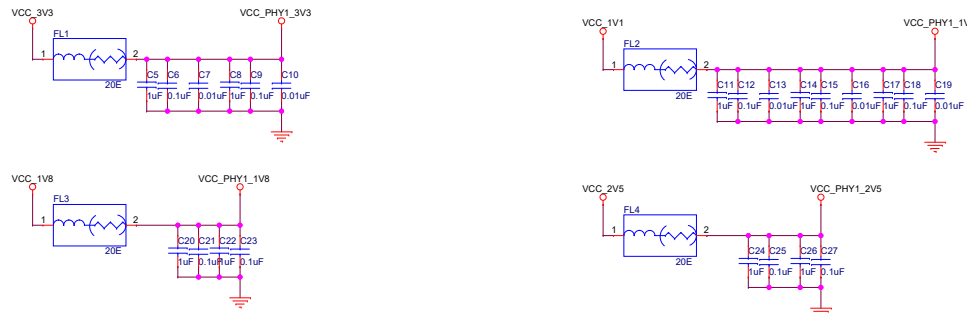 VCC_3V3
VCC_PHY1_3V3
FL1
1
2
20E
C5
C6
C7
C8
C9
C10
1uF
0.1uF
0.01uF
1uF
0.1uF
0.01uF
VCC_1V1
VCC_PHY1_1V
FL2
1
2
20E
C11
C12
C13
C14
C15
C16
C17
C18
C19
1uF
0.1uF
0.01uF
1uF
0.1uF
0.01uF
1uF
0.1uF
0.01uF
VCC_1V8
VCC_PHY1_1V8
FL3
1
2
20E
C20
C21
C22
C23
1uF
0.1uF
1uF
0.1uF
VCC_2V5
VCC_PHY1_2V5
FL4
1
2
20E
C24
C25
C26
C27
1uF
0.1uF
1uF
0.1uF